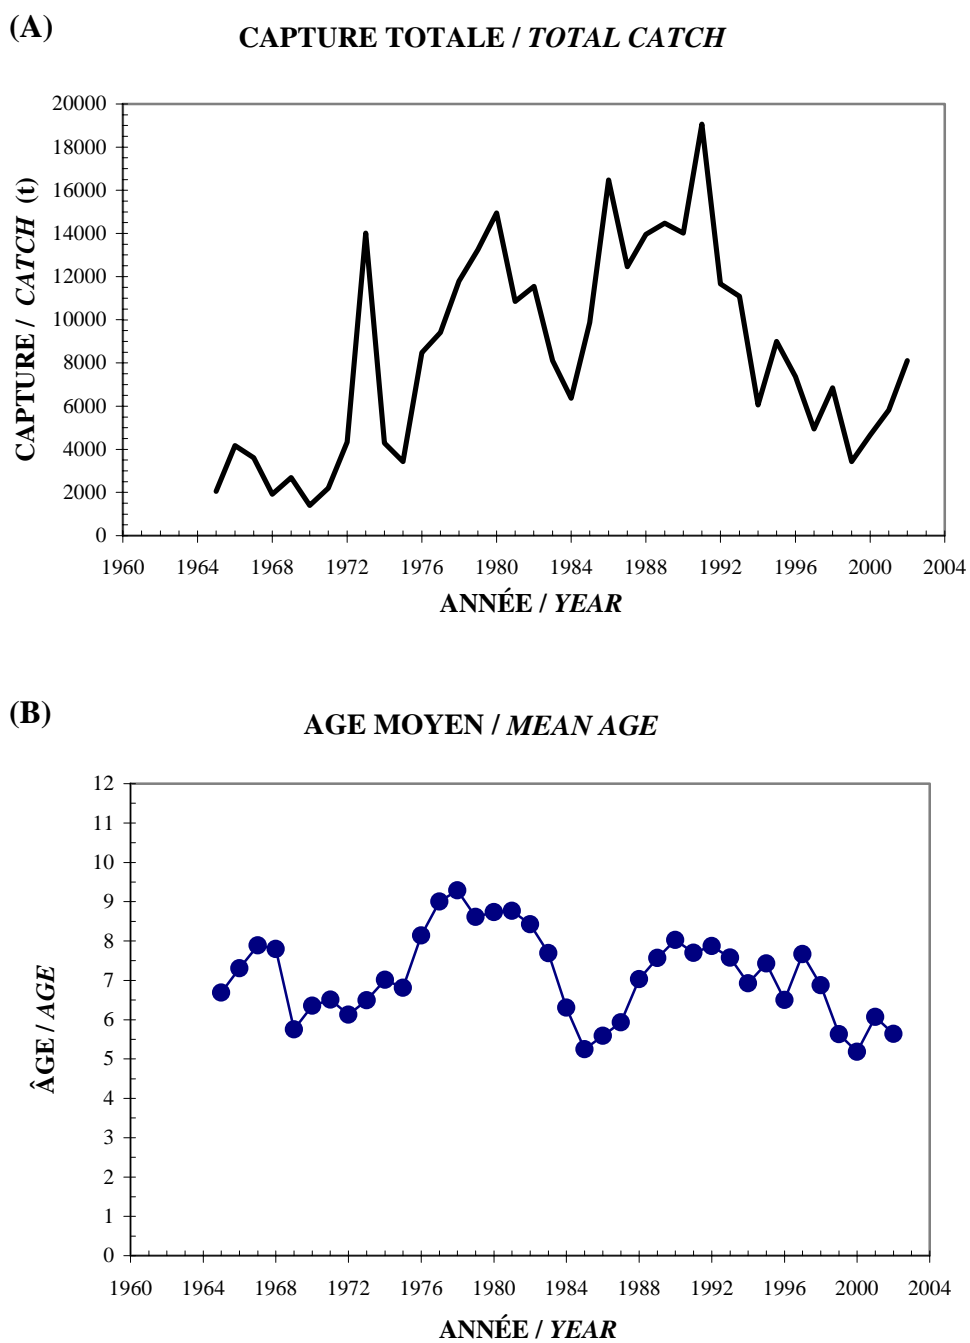 (A)
CAPTURE TOTALE / TOTAL CATCH
20000
18000
16000
14000
12000
10000
8000
6000
4000
2000
0
CAPTURE / CATCH (t)
1960 1964 1968 1972 1976 1980 1984 1988 1992 1996 2000 2004
ANNÉE / YEAR
(B)
AGE MOYEN / MEAN AGE
12
11
10
9
8
7
6
5
4
3
2
1
0
ÂGE / AGE
1960 1964 1968 1972 1976 1980 1984 1988 1992 1996 2000 2004
ANNÉE / YEAR